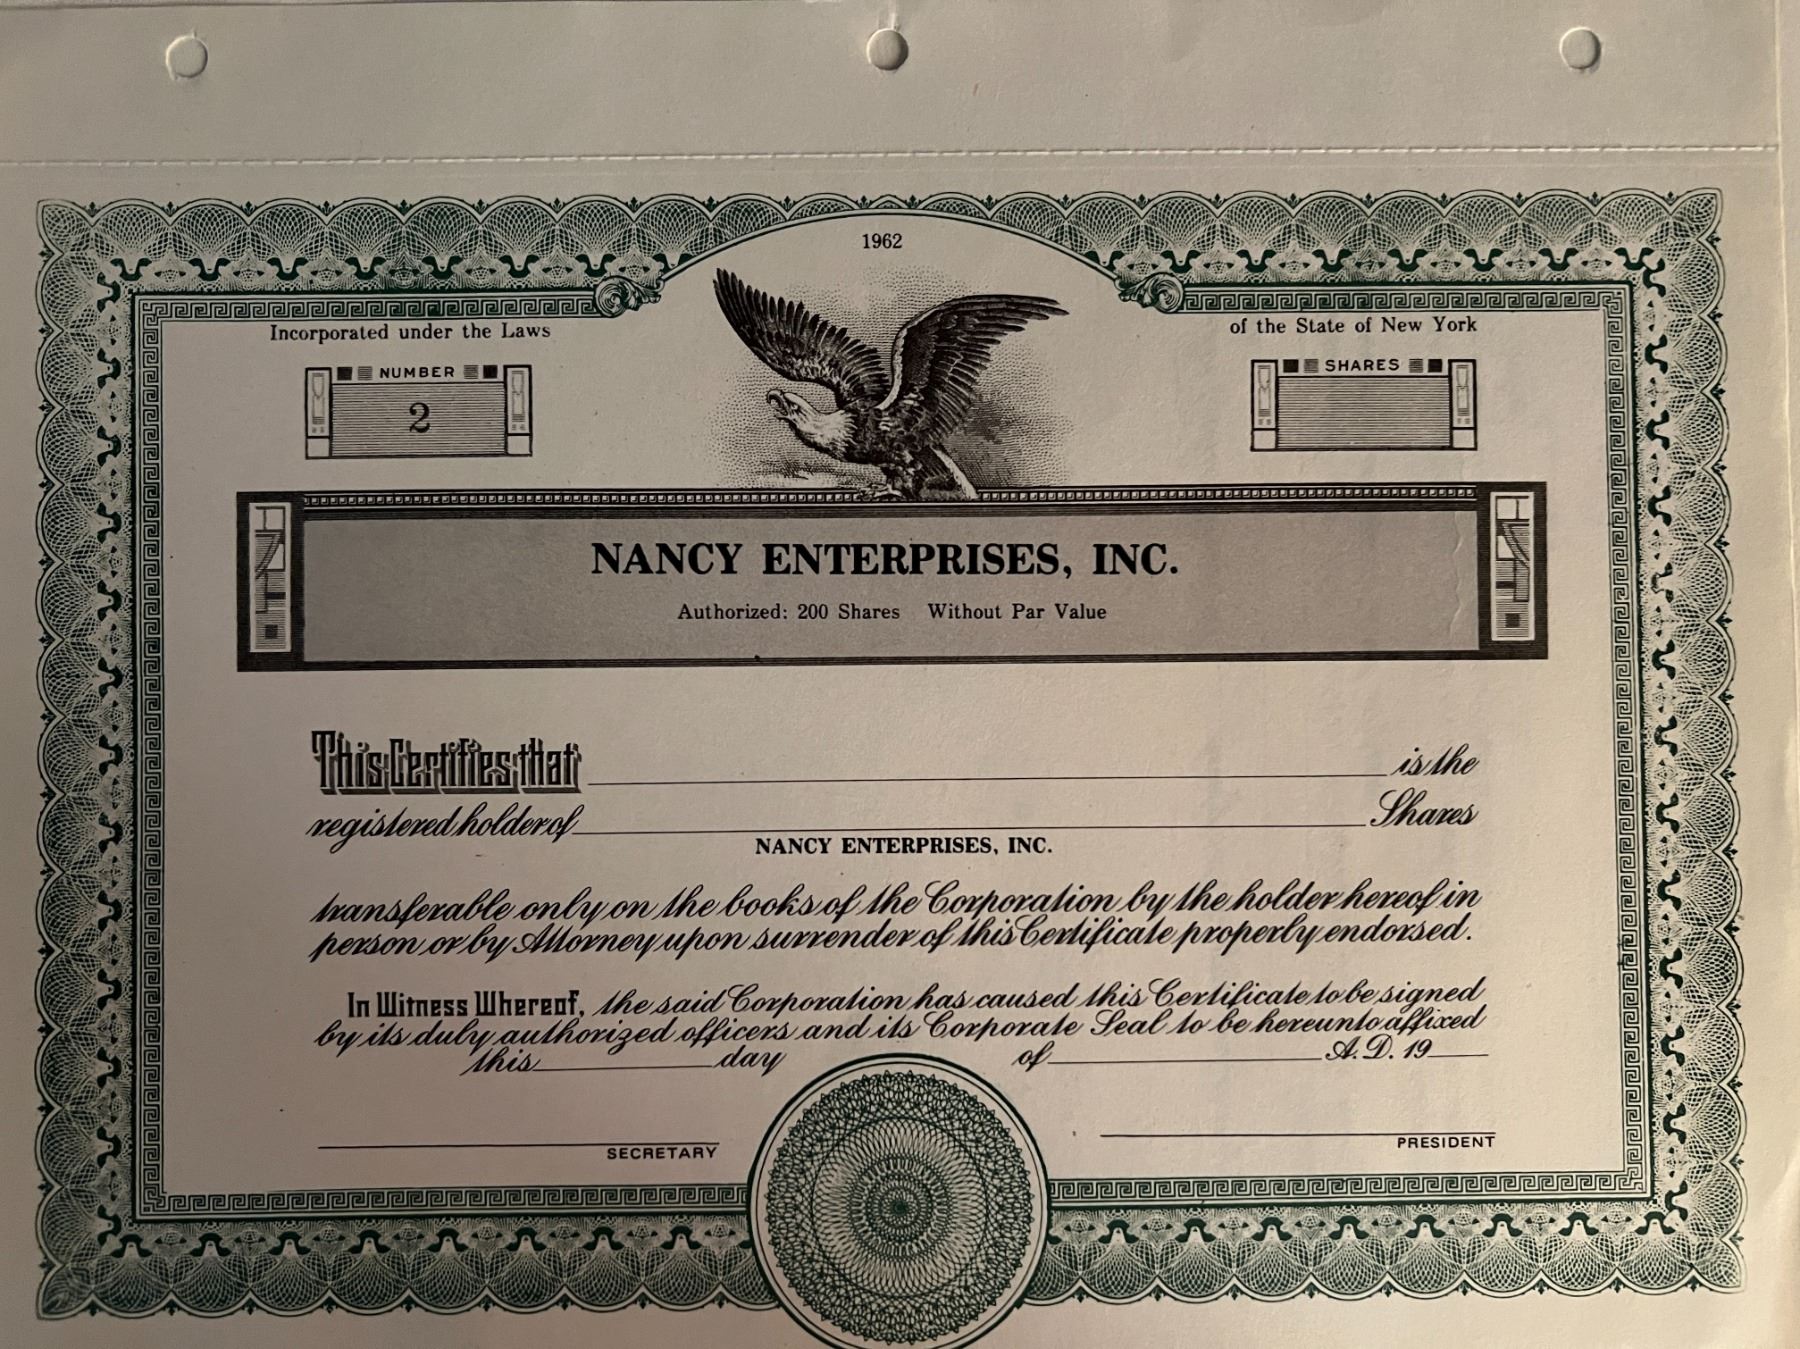 1962
Incorporated under the Laws
of the State of New York
NUMBER
2
SHARES
NANCY ENTERPRISES, INC.
Authorized: 200 Shares Without Par Value
This Certifies that is the
registered holder of Shares
NANCY ENTERPRISES, INC.
transferable only on the books of the Corporation by the holder hereof in
person or by Attorney upon surrender of this Certificate properly endorsed.
In Witness Whereof, the said Corporation has caused this Certificate to be signed
by its duly authorized officers and its Corporate Seal to be hereunto affixed
this day of A.D. 19
SECRETARY
PRESIDENT